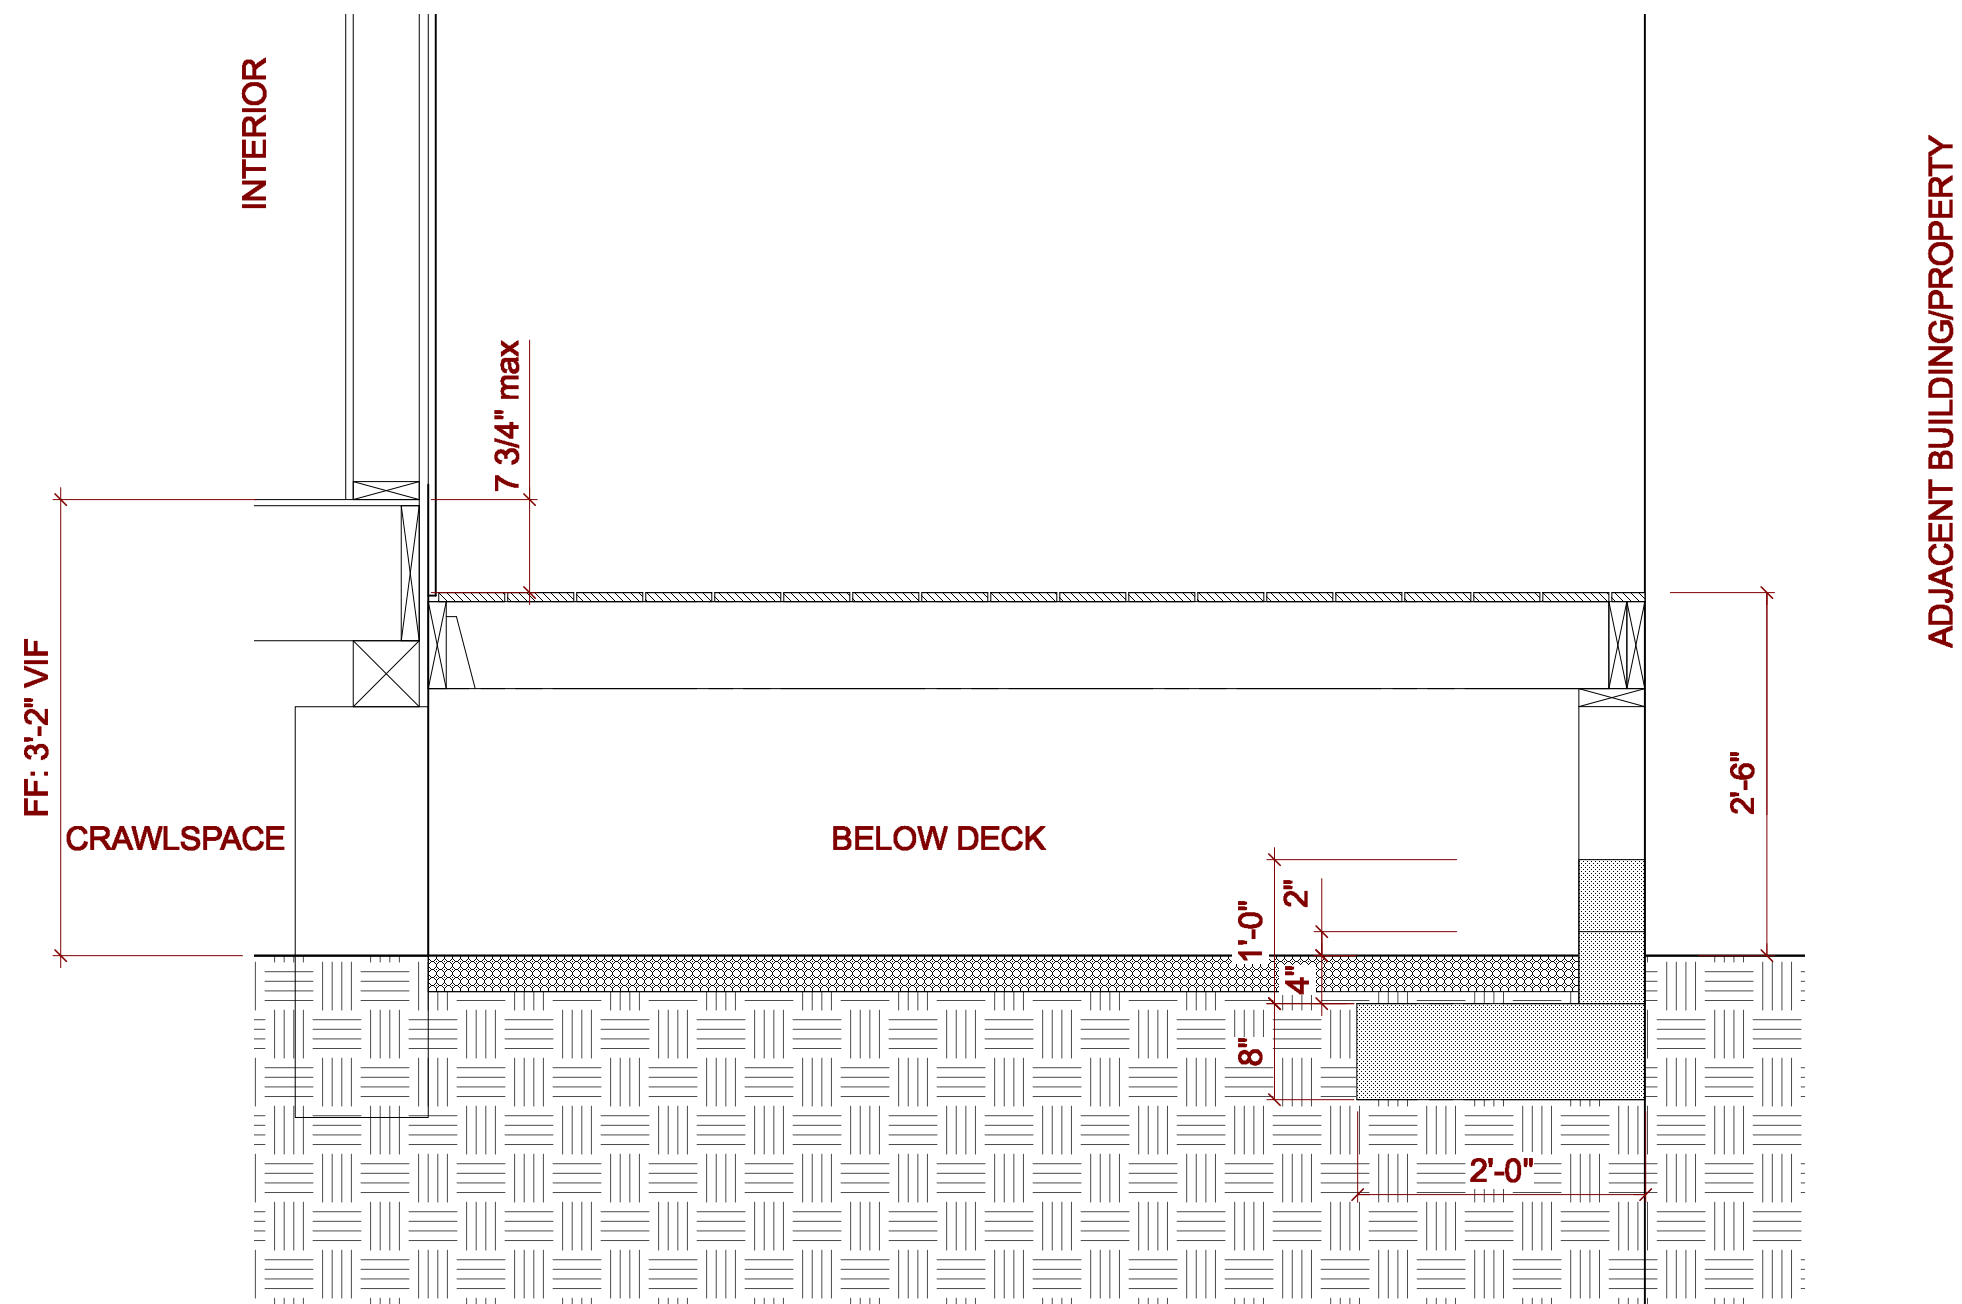 INTERIOR
ADJACENT BUILDING/PROPERTY
7 3/4" max
FF: 3'-2" VIF
CRAWLSPACE
BELOW DECK
2'-6"
1'-0"
2"
4"
8"
2'-0"